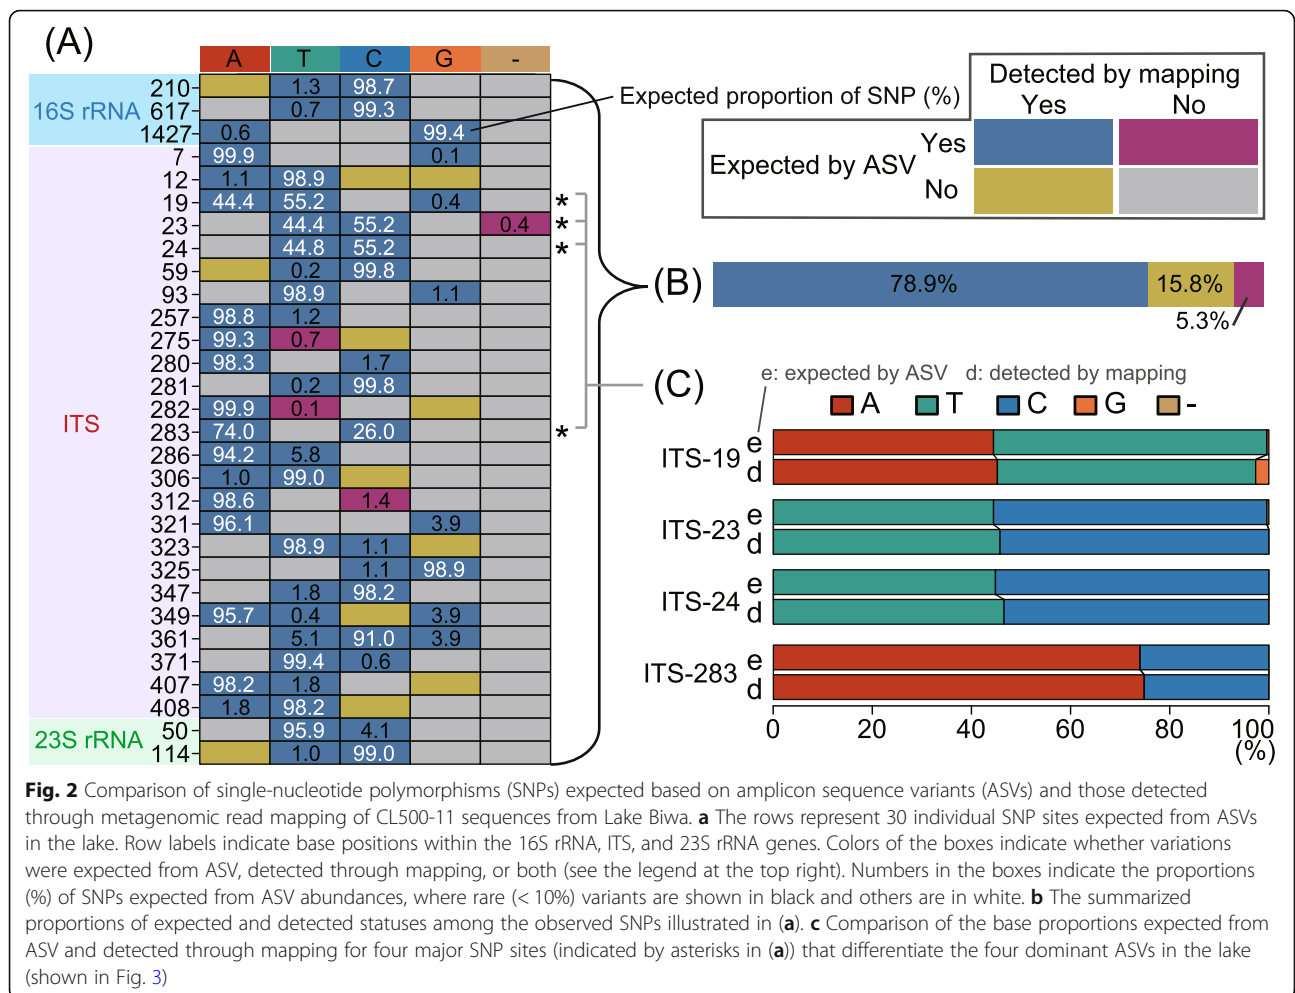 (A)
A T C G -
16S rRNA
210 1.3 98.7
617 0.7 99.3
1427 0.6 99.4
ITS
7 99.9 0.1
12 1.1 98.9
19 44.4 55.2 0.4 *
23 44.4 55.2 0.4 *
24 44.8 55.2 *
59 0.2 99.8
93 98.9 1.1
257 98.8 1.2
275 99.3 0.7
280 98.3 1.7
281 0.2 99.8
282 99.9 0.1
283 74.0 26.0 *
286 94.2 5.8
306 1.0 99.0
312 98.6 1.4
321 96.1 3.9
323 98.9 1.1
325 1.1 98.9
347 1.8 98.2
349 95.7 0.4 3.9
361 5.1 91.0 3.9
371 99.4 0.6
407 98.2 1.8
408 1.8 98.2
23S rRNA
50 95.9 4.1
114 1.0 99.0
Expected proportion of SNP (%)
Detected by mapping
Yes No
Expected by ASV
Yes
No
(B)
78.9% 15.8%
5.3%
(C)
e: expected by ASV d: detected by mapping
A T C G -
ITS-19 e
d
ITS-23 e
d
ITS-24 e
d
ITS-283 e
d
0 20 40 60 80 100
(%)
Fig. 2 Comparison of single-nucleotide polymorphisms (SNPs) expected based on amplicon sequence variants (ASVs) and those detected
through metagenomic read mapping of CL500-11 sequences from Lake Biwa. a The rows represent 30 individual SNP sites expected from ASVs
in the lake. Row labels indicate base positions within the 16S rRNA, ITS, and 23S rRNA genes. Colors of the boxes indicate whether variations
were expected from ASV, detected through mapping, or both (see the legend at the top right). Numbers in the boxes indicate the proportions
(%) of SNPs expected from ASV abundances, where rare (< 10%) variants are shown in black and others are in white. b The summarized
proportions of expected and detected statuses among the observed SNPs illustrated in (a). c Comparison of the base proportions expected from
ASV and detected through mapping for four major SNP sites (indicated by asterisks in (a)) that differentiate the four dominant ASVs in the lake
(shown in Fig. 3)